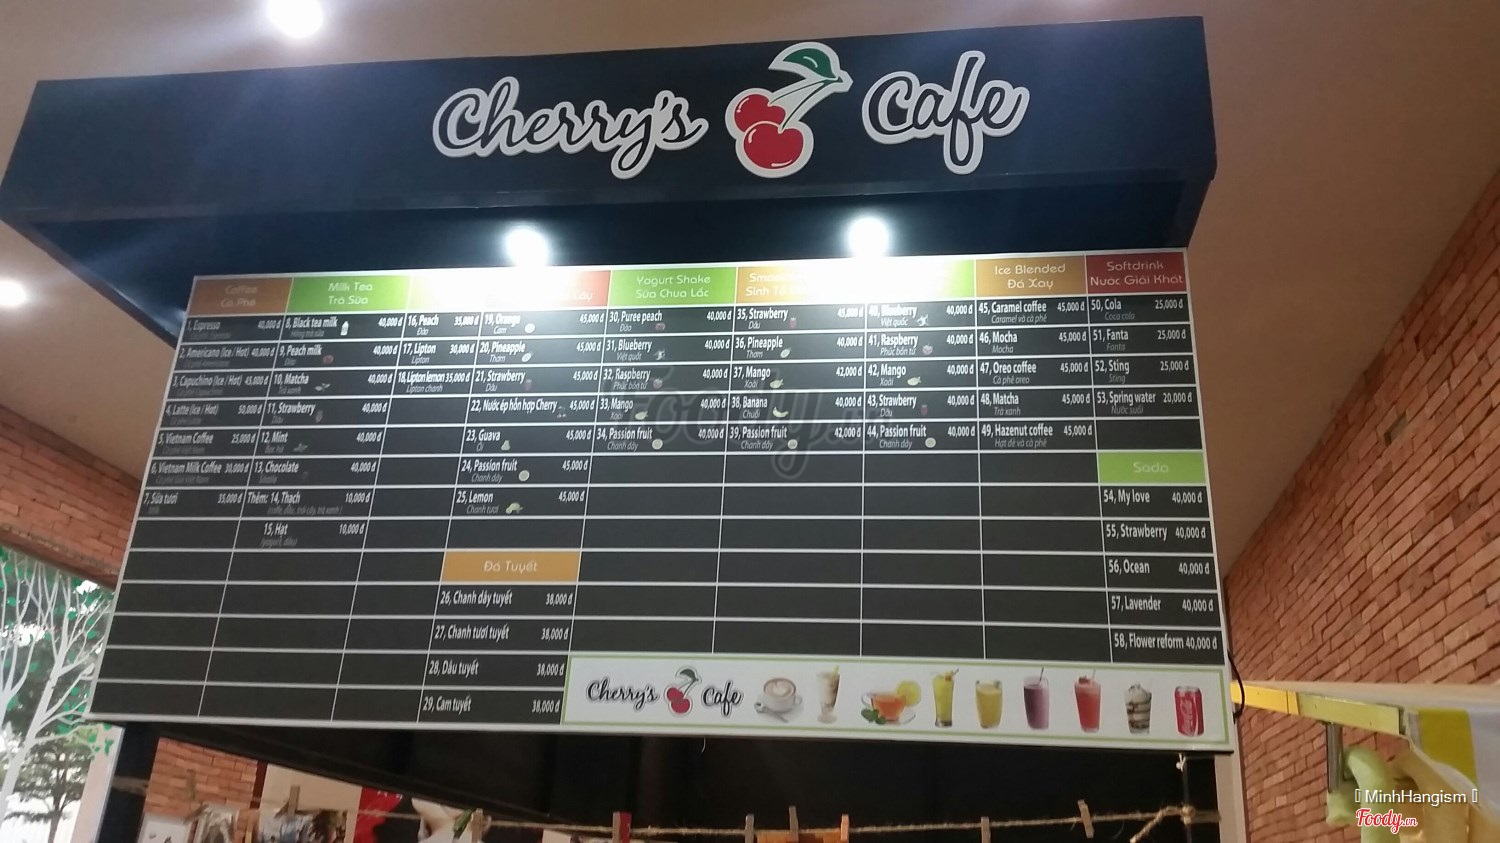 Cherry's Cafe
Coffee
Cà Phê
1, Espresso 40,000 đ
2, Americano (Ice / Hot) 40,000 đ
3, Capuchino (Ice / Hot) 45,000 đ
4, Latte (Ice / Hot) 50,000 đ
5, Vietnam Coffee 25,000 đ
6, Vietnam Milk Coffee 30,000 đ
7, Sữa tươi 35,000 đ
Milk Tea
Trà Sữa
8, Black tea milk 40,000 đ
Hồng trà sữa
9, Peach milk 40,000 đ
Đào
10, Matcha 40,000 đ
Trà xanh
11, Strawberry 40,000 đ
Dâu
12, Mint 40,000 đ
Bạc hà
13, Chocolate 40,000 đ
Thêm: 14, Thạch 10,000 đ
15, Hạt 10,000 đ
16, Peach 35,000 đ
Đào
17, Lipton 30,000 đ
Lipton
18, Lipton lemon 35,000 đ
Lipton chanh
19, Orange 45,000 đ
Cam
20, Pineapple 45,000 đ
Thơm
21, Strawberry 45,000 đ
Dâu
22, Nước ép hỗn hợp Cherry 45,000 đ
23, Guava 45,000 đ
Ổi
24, Passion fruit 45,000 đ
Chanh dây
25, Lemon 45,000 đ
Chanh tươi
Đá Tuyết
26, Chanh dây tuyết 38,000 đ
27, Chanh tươi tuyết 38,000 đ
28, Dâu tuyết 38,000 đ
29, Cam tuyết 38,000 đ
Yogurt Shake
Sữa Chua Lắc
30, Puree peach 40,000 đ
Đào
31, Blueberry 40,000 đ
Việt quất
32, Raspberry 40,000 đ
Phúc bồn tử
33, Mango 40,000 đ
Xoài
34, Passion fruit 40,000 đ
Chanh dây
Sinh Tố
35, Strawberry 45,000 đ
Dâu
36, Pineapple 40,000 đ
Thơm
37, Mango 42,000 đ
Xoài
38, Banana 40,000 đ
Chuối
39, Passion fruit 42,000 đ
Chanh dây
40, Blueberry 40,000 đ
Việt quốc
41, Raspberry 40,000 đ
Phúc bồn tử
42, Mango 40,000 đ
Xoài
43, Strawberry 40,000 đ
Dâu
44, Passion fruit 40,000 đ
Chanh dây
Ice Blended
Đá Xay
45, Caramel coffee 45,000 đ
Caramel và cà phê
46, Mocha 45,000 đ
Mocha
47, Oreo coffee 45,000 đ
Cà phê oreo
48, Matcha 45,000 đ
Trà xanh
49, Hazenut coffee 45,000 đ
Hạt dẻ và cà phê
Softdrink
Nước Giải Khát
50, Cola 25,000 đ
Coca cola
51, Fanta 25,000 đ
Fanta
52, Sting 25,000 đ
Sting
53, Spring water 20,000 đ
Nước suối
Soda
54, My love 40,000 đ
55, Strawberry 40,000 đ
56, Ocean 40,000 đ
57, Lavender 40,000 đ
58, Flower reform 40,000 đ
Cherry's Cafe
Foody.vn
MinhHangism
Foody.vn